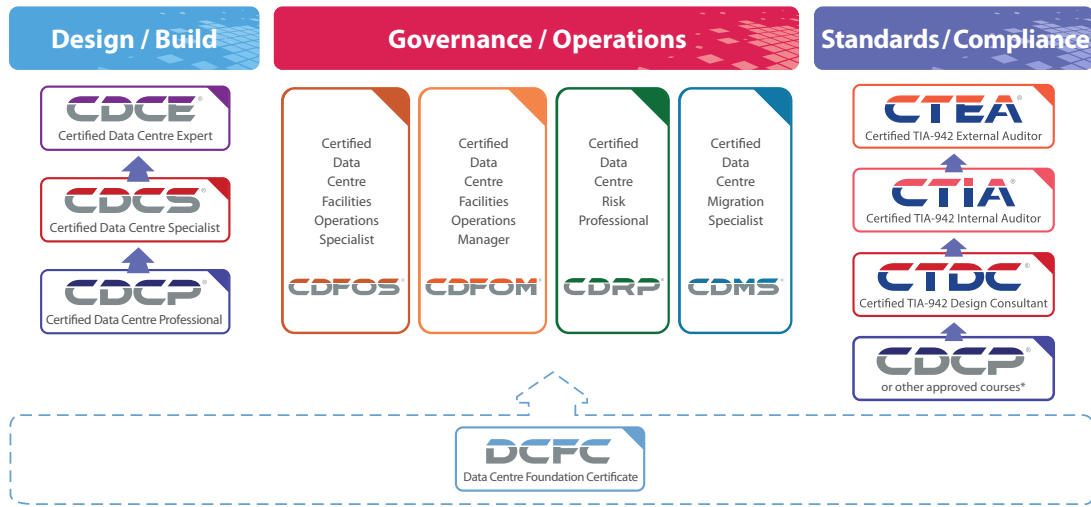 Design / Build
CDCE®
Certified Data Centre Expert
CDCS®
Certified Data Centre Specialist
CDCP®
Certified Data Centre Professional
Governance / Operations
Certified
Data
Centre
Facilities
Operations
Specialist
CDFOS®
Certified
Data
Centre
Facilities
Operations
Manager
CDFOM®
Certified
Data
Centre
Risk
Professional
CDRP®
Certified
Data
Centre
Migration
Specialist
CDMS®
Standards / Compliance
CTEA®
Certified TIA-942 External Auditor
CTIA®
Certified TIA-942 Internal Auditor
CTDC®
Certified TIA-942 Design Consultant
CDCP®
or other approved courses*
DCFC®
Data Centre Foundation Certificate